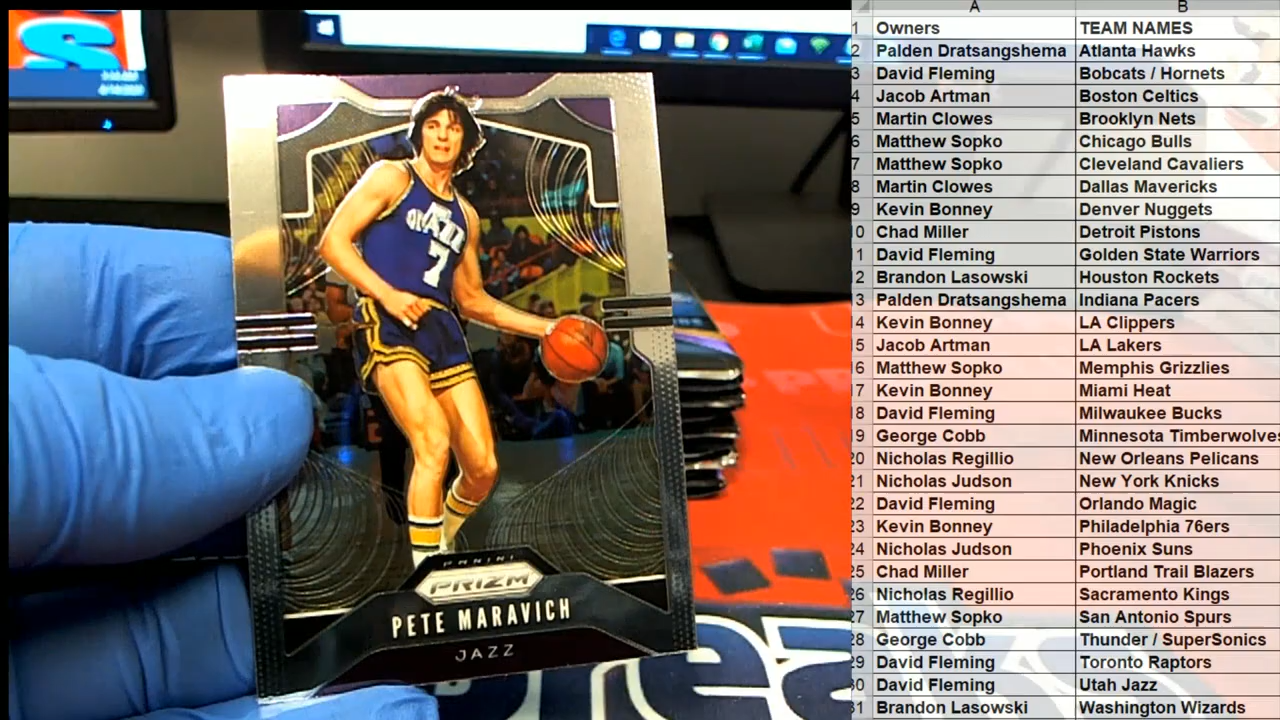 7
PANINI
PRIZM
PETE MARAVICH
JAZZ
A B
1 Owners TEAM NAMES
2 Palden Dratsangshema Atlanta Hawks
3 David Fleming Bobcats / Hornets
4 Jacob Artman Boston Celtics
5 Martin Clowes Brooklyn Nets
6 Matthew Sopko Chicago Bulls
7 Matthew Sopko Cleveland Cavaliers
8 Martin Clowes Dallas Mavericks
9 Kevin Bonney Denver Nuggets
10 Chad Miller Detroit Pistons
11 David Fleming Golden State Warriors
12 Brandon Lasowski Houston Rockets
13 Palden Dratsangshema Indiana Pacers
14 Kevin Bonney LA Clippers
15 Jacob Artman LA Lakers
16 Matthew Sopko Memphis Grizzlies
17 Kevin Bonney Miami Heat
18 David Fleming Milwaukee Bucks
19 George Cobb Minnesota Timberwolves
20 Nicholas Regillio New Orleans Pelicans
21 Nicholas Judson New York Knicks
22 David Fleming Orlando Magic
23 Kevin Bonney Philadelphia 76ers
24 Nicholas Judson Phoenix Suns
25 Chad Miller Portland Trail Blazers
26 Nicholas Regillio Sacramento Kings
27 Matthew Sopko San Antonio Spurs
28 George Cobb Thunder / SuperSonics
29 David Fleming Toronto Raptors
30 David Fleming Utah Jazz
31 Brandon Lasowski Washington Wizards